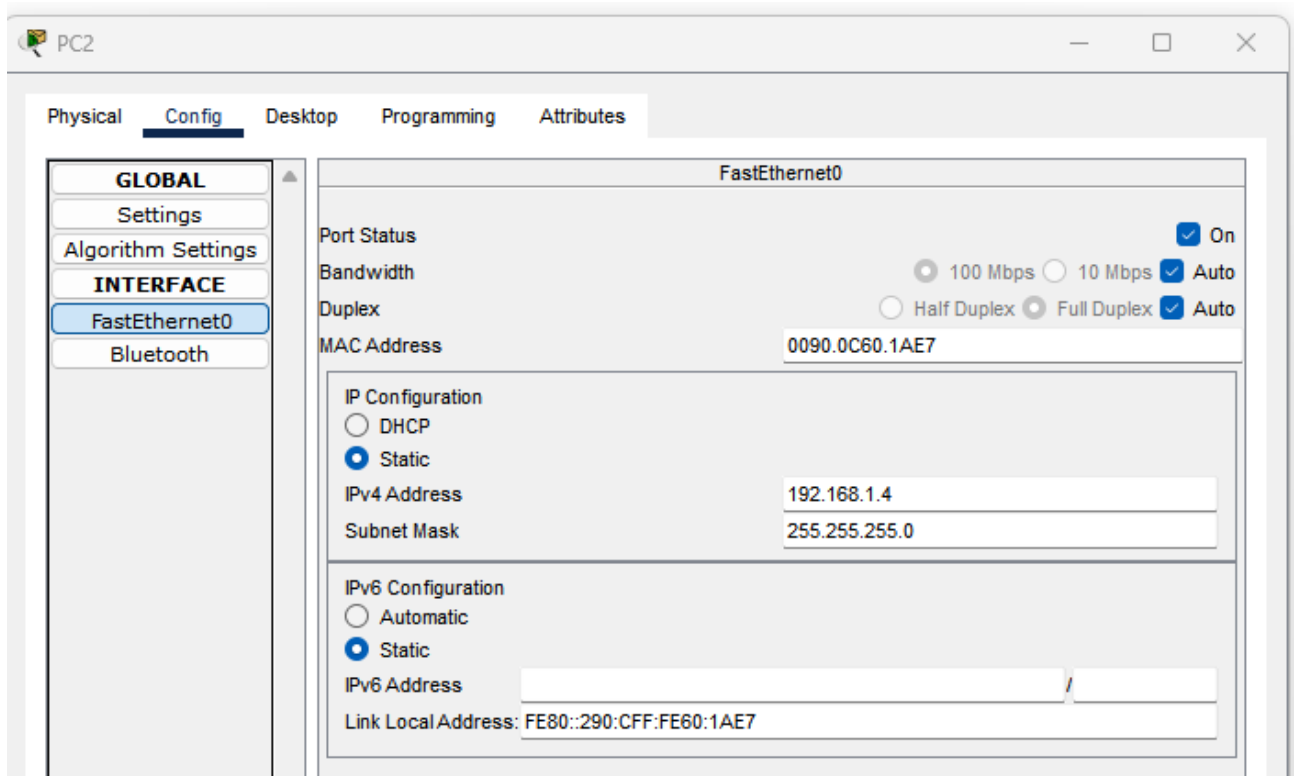 PC2
Physical Config Desktop Programming Attributes
GLOBAL
Settings
Algorithm Settings
INTERFACE
FastEthernet0
Bluetooth
FastEthernet0
Port Status On
Bandwidth 100 Mbps 10 Mbps Auto
Duplex Half Duplex Full Duplex Auto
MAC Address 0090.0C60.1AE7
IP Configuration
DHCP
Static
IPv4 Address 192.168.1.4
Subnet Mask 255.255.255.0
IPv6 Configuration
Automatic
Static
IPv6 Address /
Link Local Address: FE80::290:CFF:FE60:1AE7